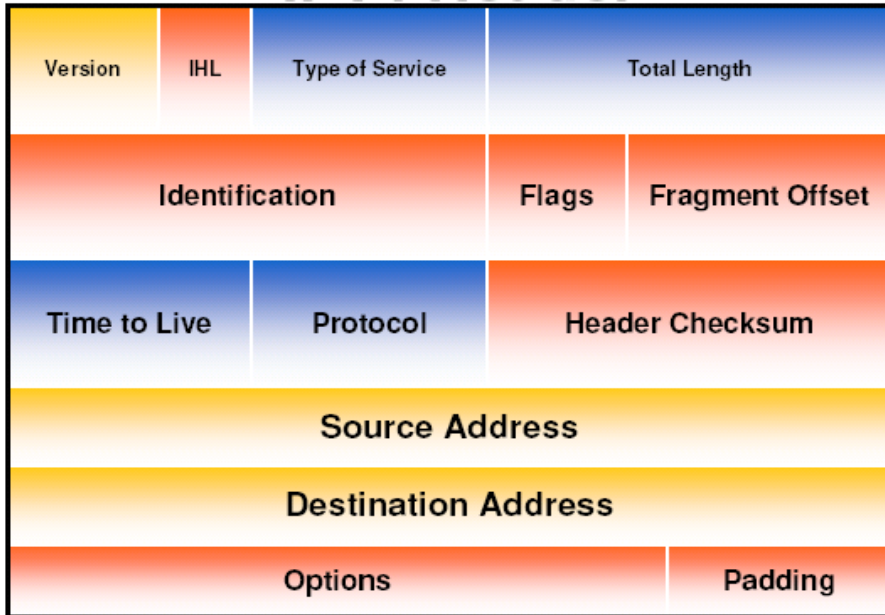 Version IHL Type of Service Total Length
Identification Flags Fragment Offset
Time to Live Protocol Header Checksum
Source Address
Destination Address
Options Padding